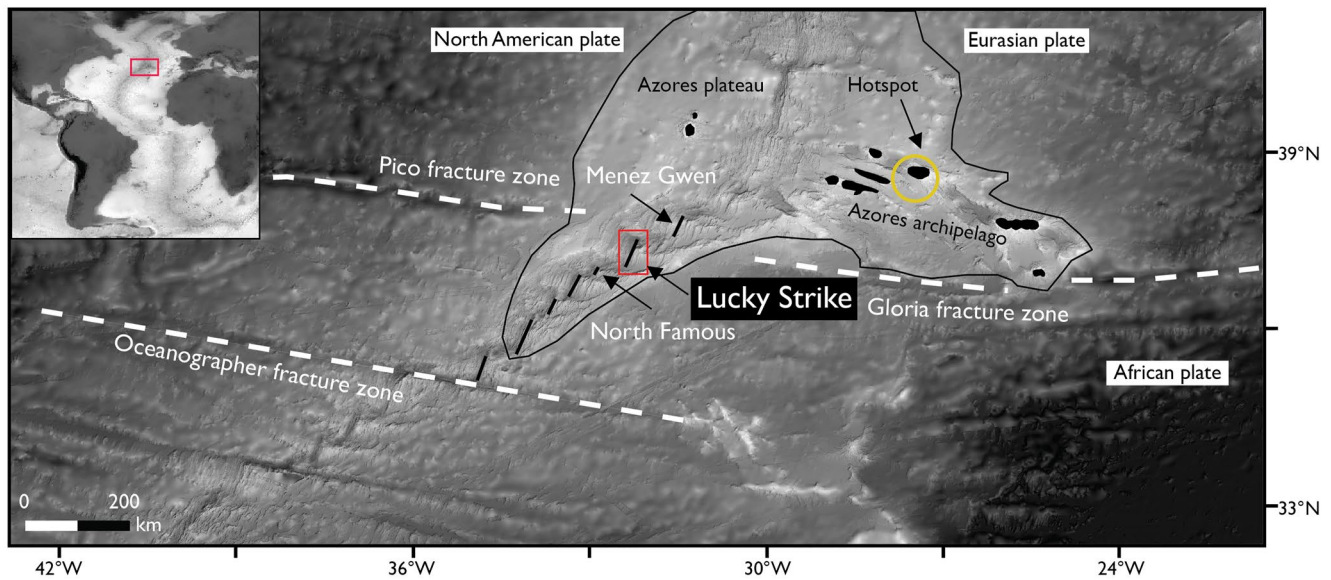 North American plate
Eurasian plate
Azores plateau
Hotspot
39°N
Pico fracture zone
Menez Gwen
Azores archipelago
Lucky Strike
Gloria fracture zone
North Famous
Oceanographer fracture zone
African plate
0 200
km
33°N
42°W 36°W 30°W 24°W